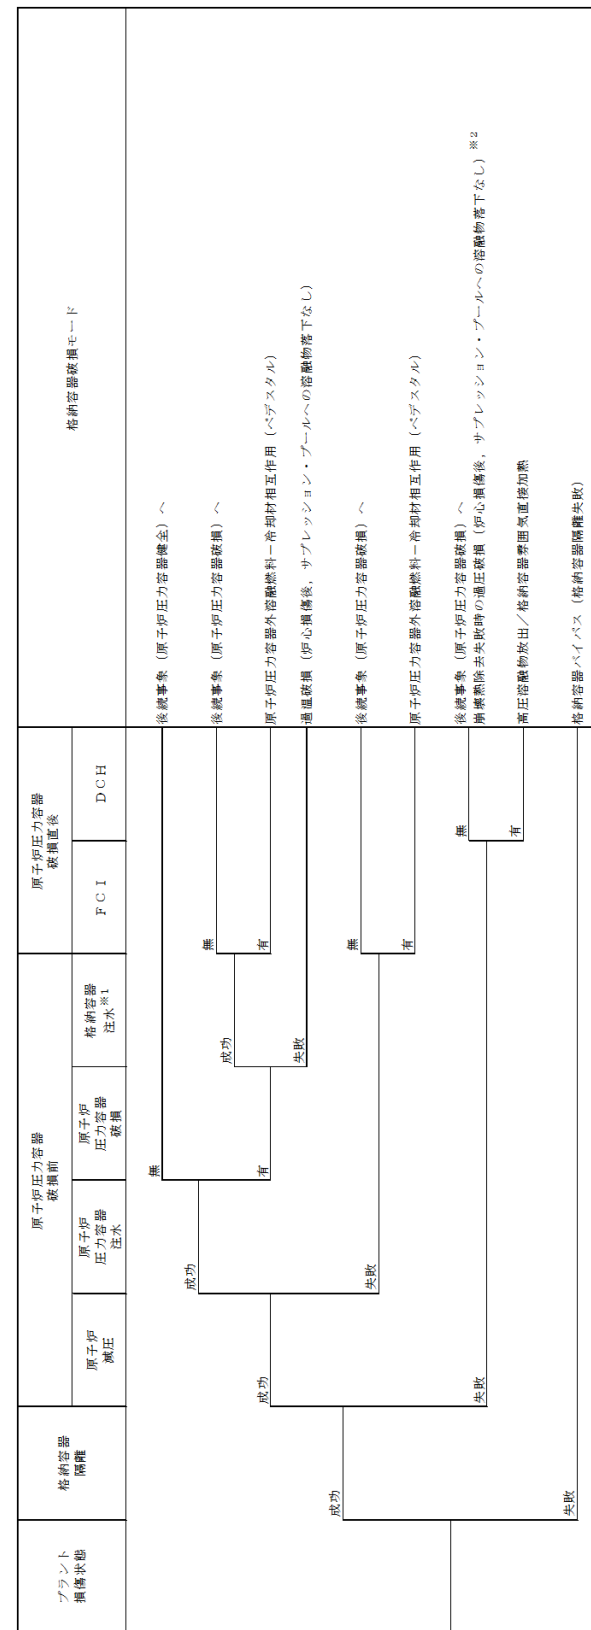 プラント
損傷状態
格納容器
隔離
原子炉圧力容器
破損前
原子炉
減圧
原子炉
圧力容器
注水
原子炉
圧力容器
破損
格納容器
注水※1
原子炉圧力容器
破損直後
FCI
DCH
格納容器破損モード
成功
失敗
成功
失敗
成功
失敗
無
有
成功
失敗
無
有
無
有
無
有
後続事象(原子炉圧力容器健全)へ
後続事象(原子炉圧力容器破損)へ
原子炉圧力容器外溶融燃料-冷却材相互作用(ペデスタル)
過温破損(炉心損傷後,サプレッション・プールへの溶融物落下なし)
後続事象(原子炉圧力容器破損)へ
原子炉圧力容器外溶融燃料-冷却材相互作用(ペデスタル)
後続事象(原子炉圧力容器破損)へ
崩壊熱除去失敗時の過圧破損(炉心損傷後,サプレッション・プールへの溶融物落下なし)※2
高圧溶融物放出/格納容器雰囲気直接加熱
格納容器バイパス(格納容器隔離失敗)